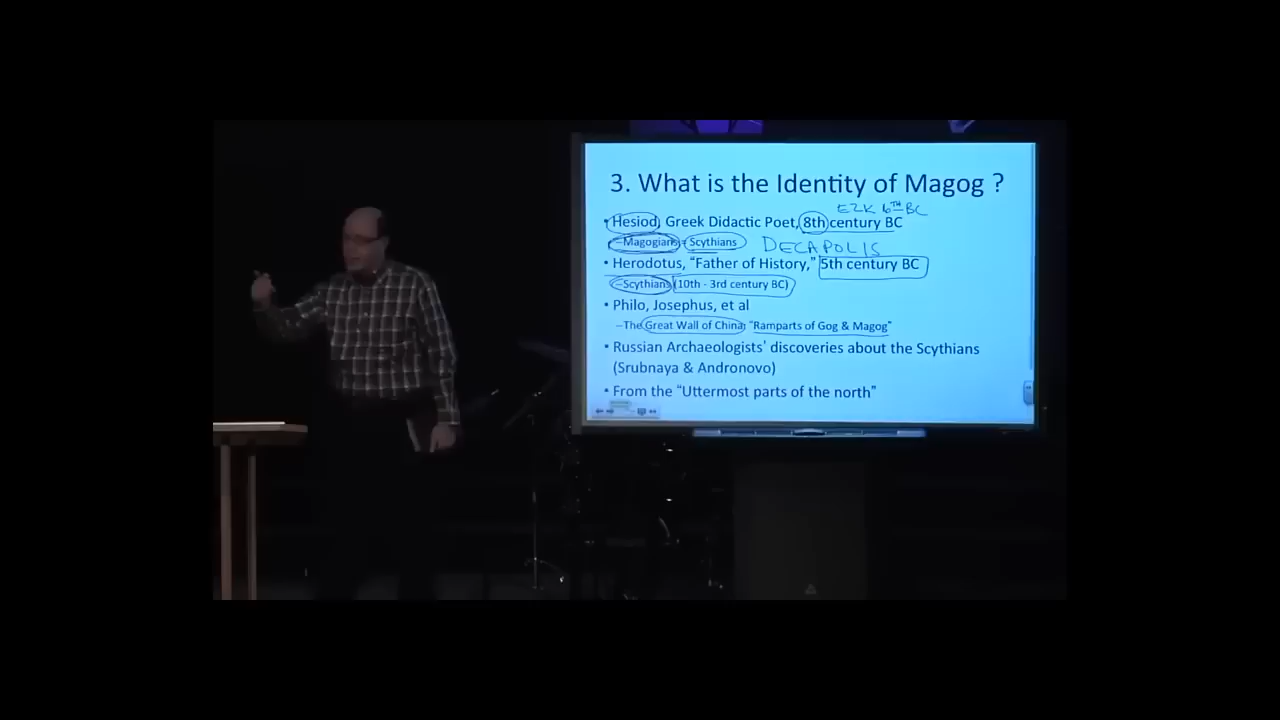 3. What is the Identity of Magog ?
EZK 6TH BC
• Hesiod, Greek Didactic Poet, 8th century BC
–Magogians = Scythians DECAPOLIS
• Herodotus, “Father of History,” 5th century BC
–Scythians (10th - 3rd century BC)
• Philo, Josephus, et al
–The Great Wall of China: “Ramparts of Gog & Magog”
• Russian Archaeologists' discoveries about the Scythians
(Srubnaya & Andronovo)
• From the “Uttermost parts of the north”